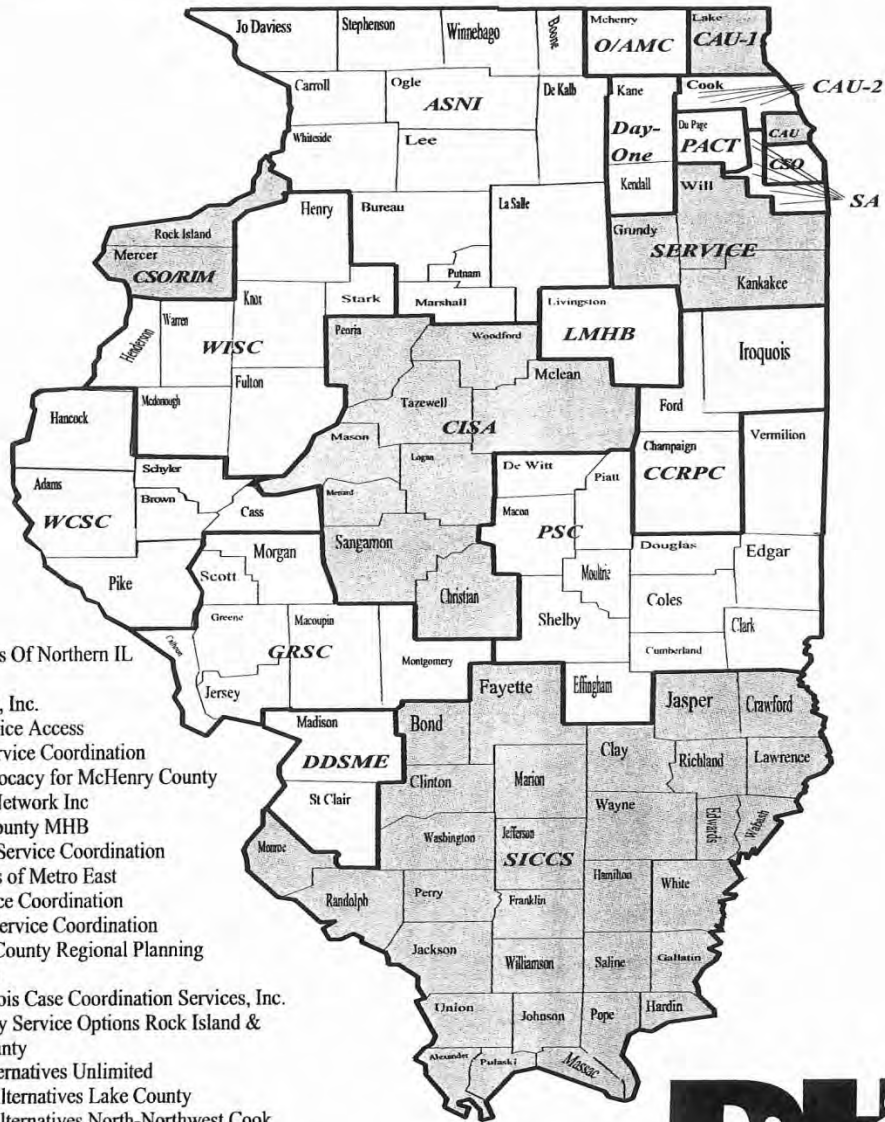 Jo Daviess
Stephenson
Winnebago
Boone
Mchenry
O/AMC
Lake
CAU-1
Carroll
Ogle
ASNI
De Kalb
Kane
Cook
CAU-2
Whiteside
Lee
Day-
One
Du Page
PACT
CAU
CSO
SA
Kendall
Will
Rock Island
Henry
Bureau
La Salle
Grundy
SERVICE
Mercer
CSO/RIM
Putnam
Kankakee
Knox
Stark
Marshall
Livingston
LMHB
Henderson
Warren
WISC
Peoria
Woodford
Iroquois
Mcdonough
Fulton
Tazewell
Mclean
CISA
Ford
Hancock
Mason
Logan
Champaign
CCRPC
Vermilion
Schyler
De Witt
Piatt
Adams
WCSC
Brown
Cass
Menard
Macon
PSC
Sangamon
Douglas
Edgar
Pike
Scott
Morgan
Christian
Moultrie
Coles
Shelby
Clark
Calhoun
Greene
Macoupin
GRSC
Montgomery
Cumberland
Jersey
Fayette
Effingham
Jasper
Crawford
Madison
DDSME
Bond
Clay
Richland
Lawrence
Clinton
Marion
St Clair
Wayne
Edwards
Wabash
Washington
Jefferson
SICCS
Monroe
Hamilton
White
Randolph
Perry
Franklin
Jackson
Williamson
Saline
Gallatin
Union
Johnson
Pope
Hardin
Alexander
Pulaski
Massac
s Of Northern IL
, Inc.
ice Access
rvice Coordination
ocacy for McHenry County
Network Inc
ounty MHB
Service Coordination
s of Metro East
ce Coordination
Service Coordination
County Regional Planning
ois Case Coordination Services, Inc.
y Service Options Rock Island &
unty
ernatives Unlimited
Alternatives Lake County
Alternatives North-Northwest Cook